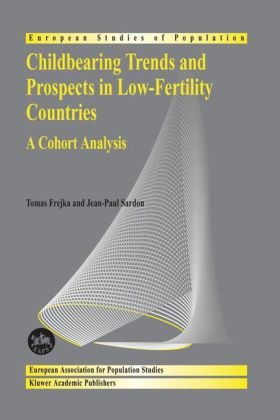 European Studies of Population
Childbearing Trends and
Prospects in Low-Fertility
Countries
A Cohort Analysis
Tomas Frejka and Jean-Paul Sardon
European Association for Population Studies
Kluwer Academic Publishers